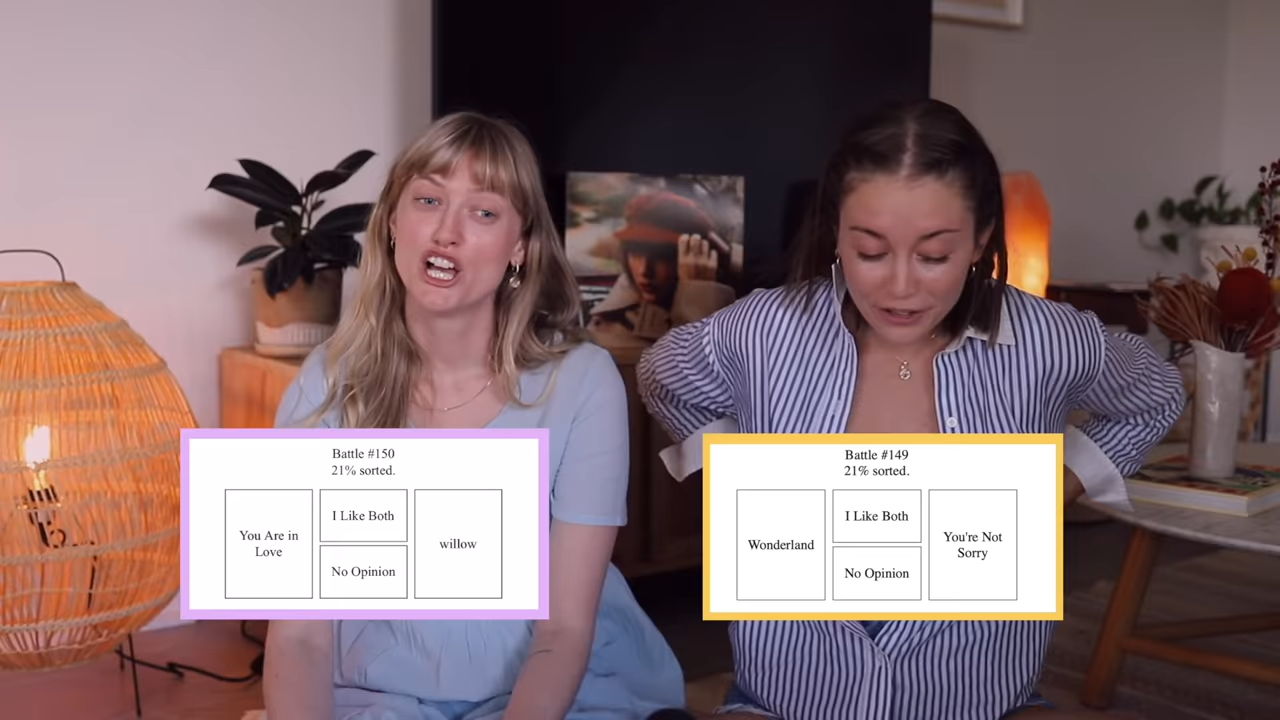 Battle #150
21% sorted.
You Are in
Love
I Like Both
No Opinion
willow
Battle #149
21% sorted.
Wonderland
I Like Both
No Opinion
You're Not
Sorry